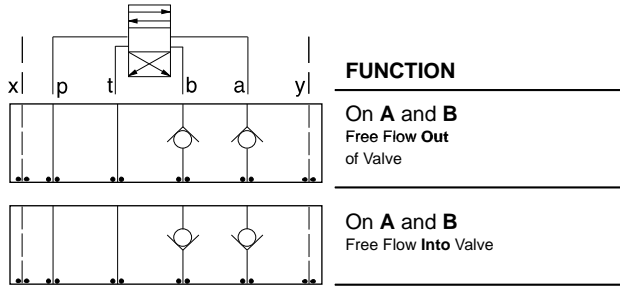 x p t b a y
FUNCTION
On A and B
Free Flow Out
of Valve
On A and B
Free Flow Into Valve